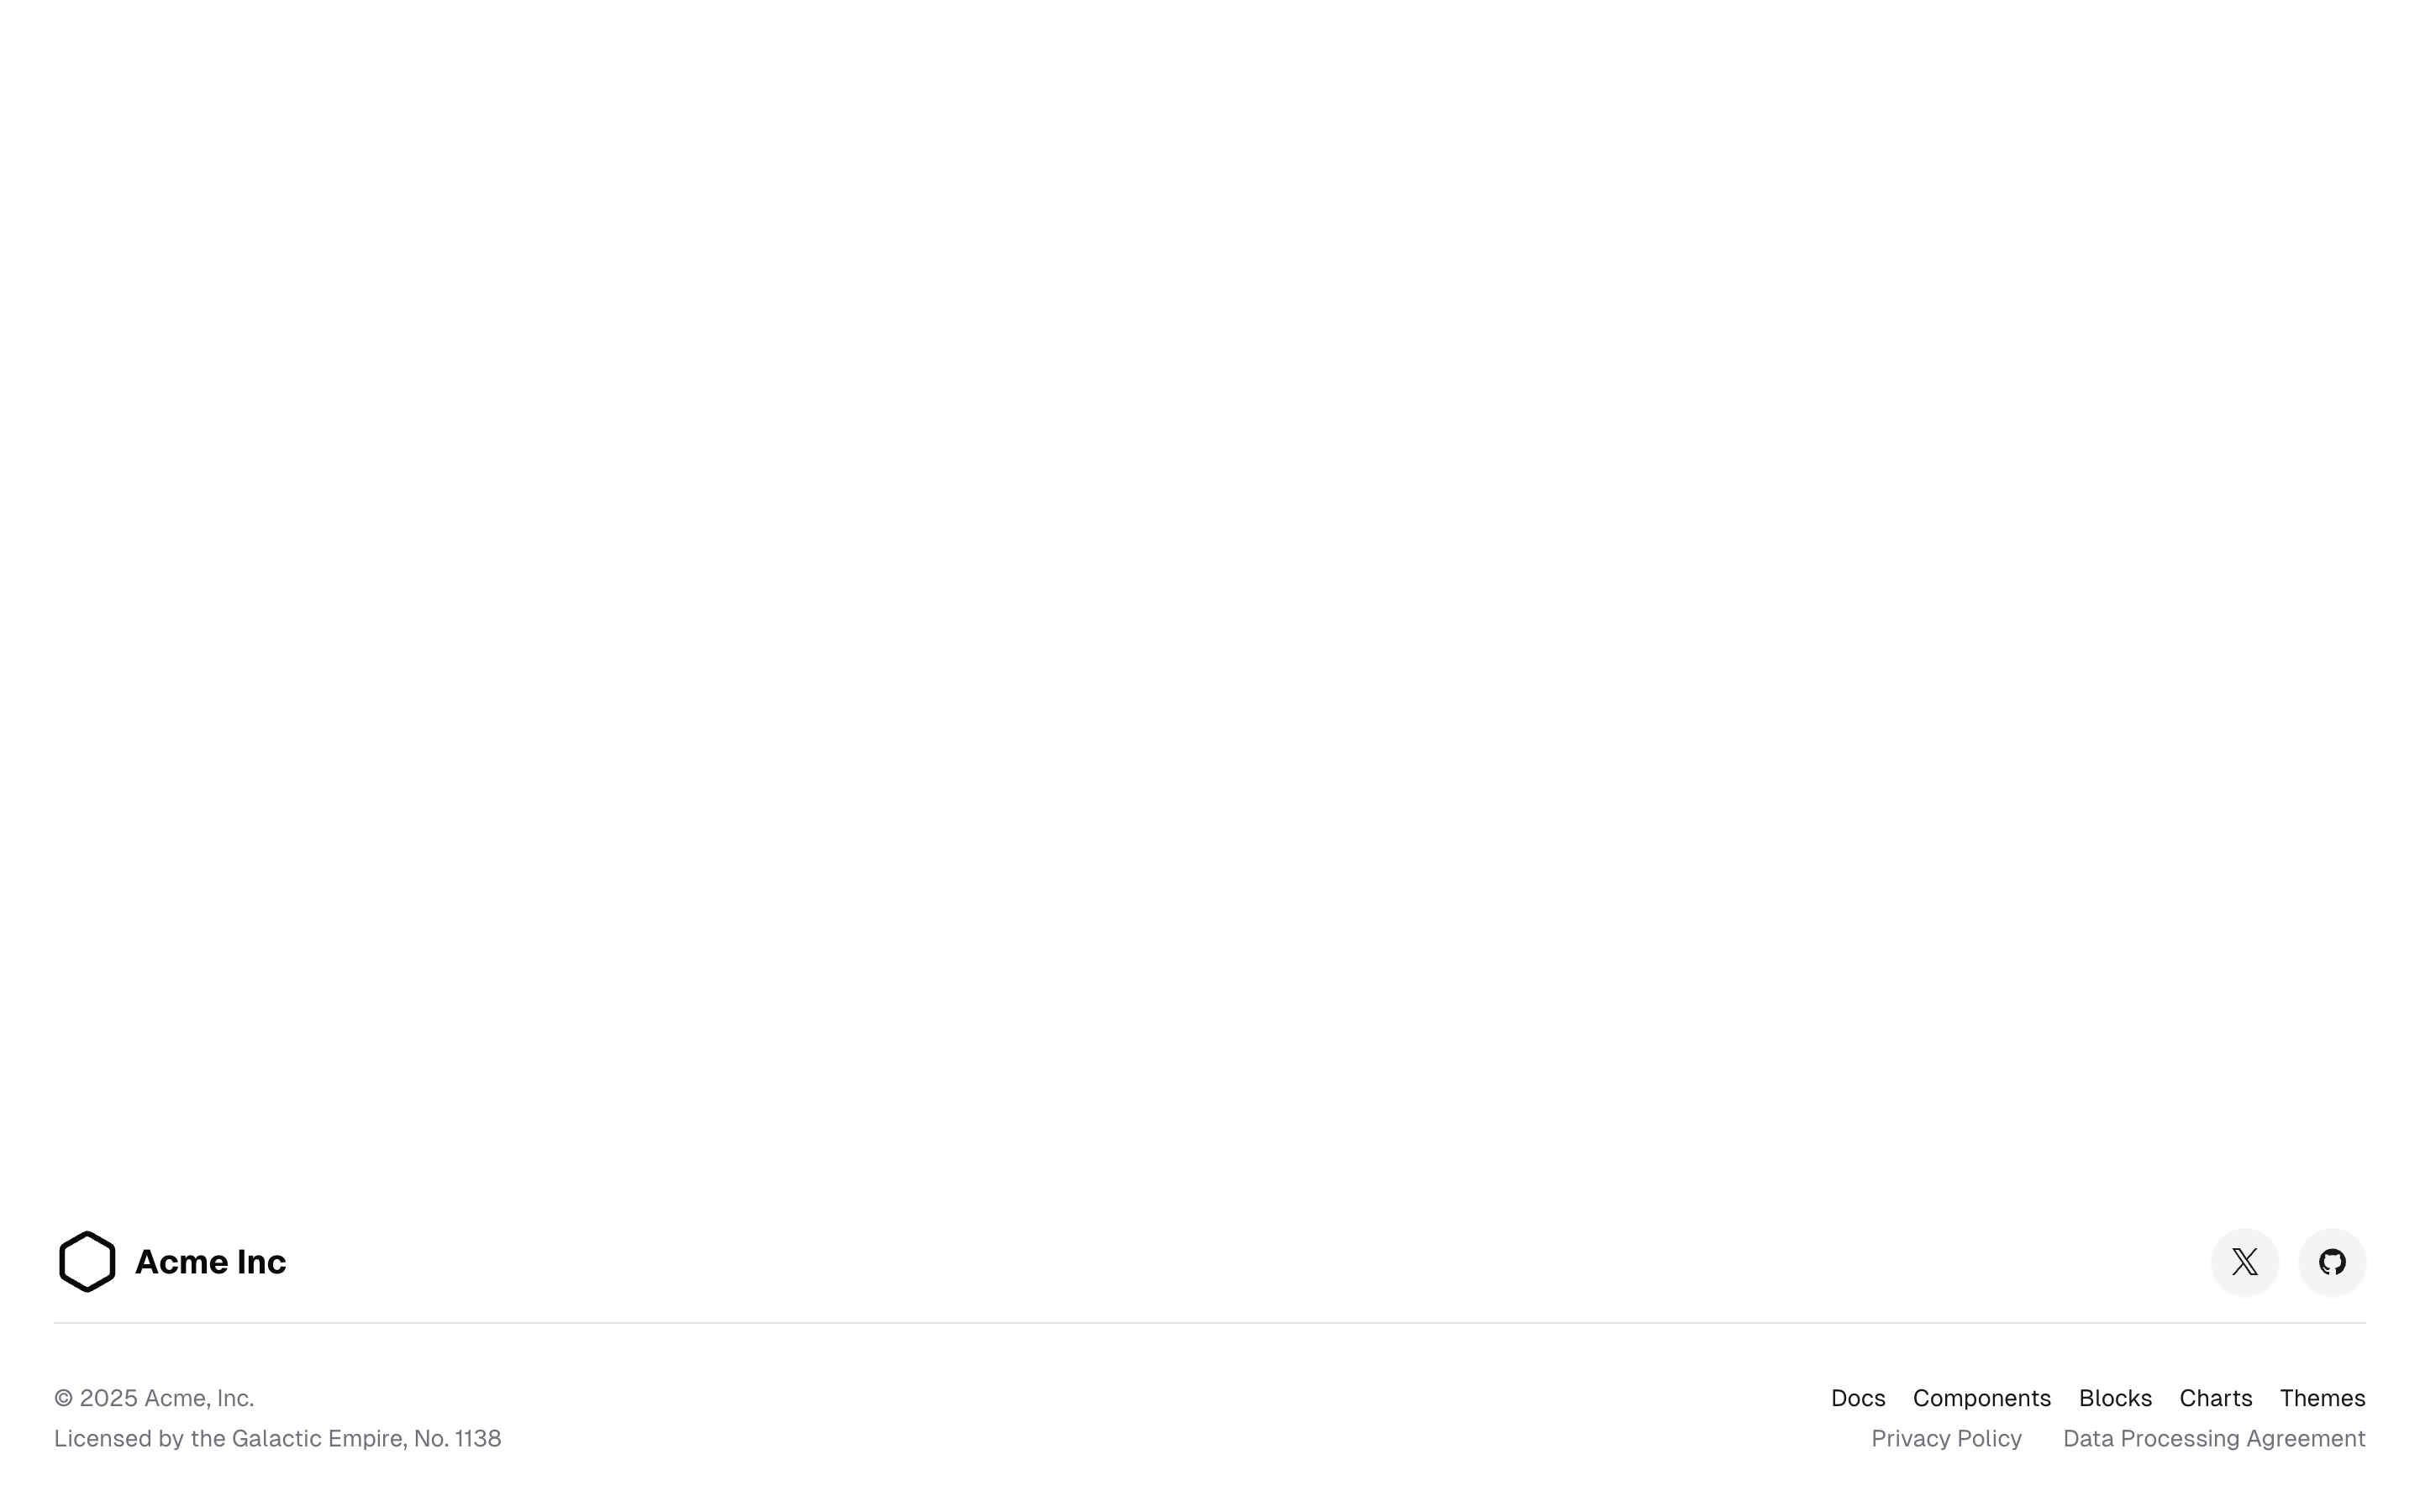 Acme Inc
© 2025 Acme, Inc.
Licensed by the Galactic Empire, No. 1138
Docs Components Blocks Charts Themes
Privacy Policy Data Processing Agreement